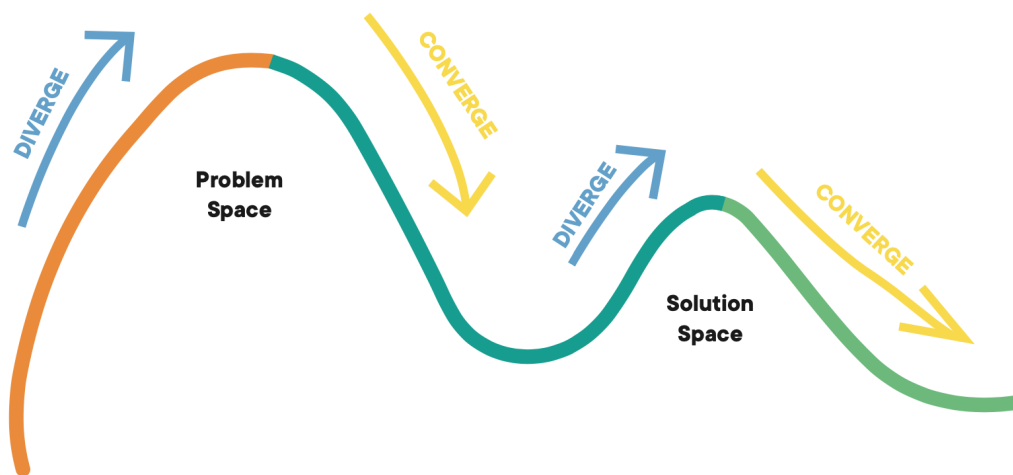 DIVERGE
CONVERGE
Problem
Space
DIVERGE
CONVERGE
Solution
Space